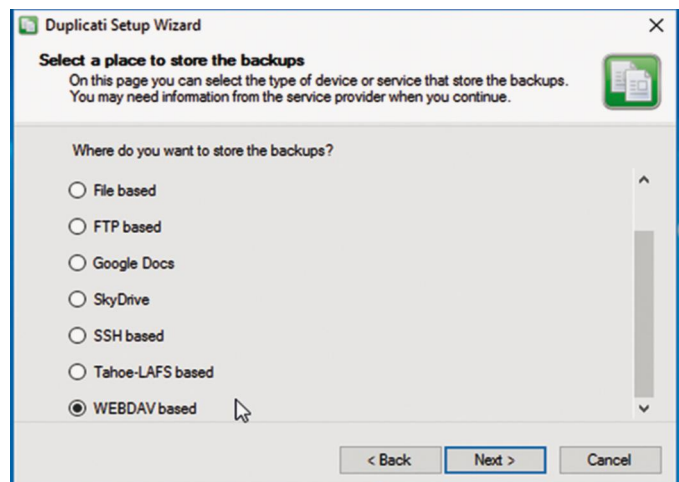 Duplicati Setup Wizard
Select a place to store the backups
On this page you can select the type of device or service that store the backups.
You may need information from the service provider when you continue.
Where do you want to store the backups?
File based
FTP based
Google Docs
SkyDrive
SSH based
Tahoe-LAFS based
WEBDAV based
< Back Next > Cancel